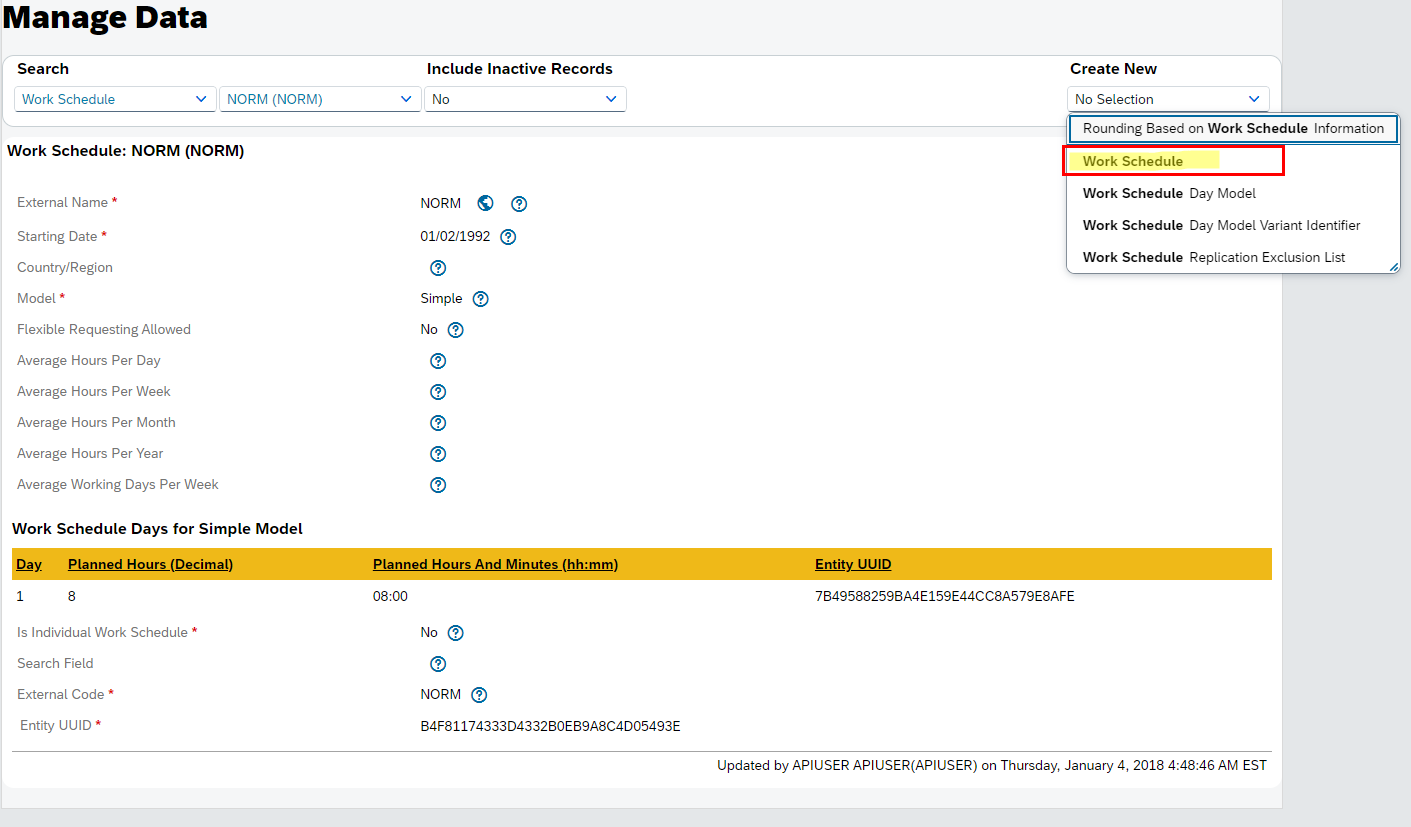 Manage Data
Search Include Inactive Records Create New
Work Schedule NORM (NORM) No No Selection
Rounding Based on Work Schedule Information
Work Schedule
Work Schedule Day Model
Work Schedule Day Model Variant Identifier
Work Schedule Replication Exclusion List
Work Schedule: NORM (NORM)
External Name * NORM
Starting Date * 01/02/1992
Country/Region
Model * Simple
Flexible Requesting Allowed No
Average Hours Per Day
Average Hours Per Week
Average Hours Per Month
Average Hours Per Year
Average Working Days Per Week
Work Schedule Days for Simple Model
Day Planned Hours (Decimal) Planned Hours And Minutes (hh:mm) Entity UUID
1 8 08:00 7B49588259BA4E159E44CC8A579E8AFE
Is Individual Work Schedule * No
Search Field
External Code * NORM
Entity UUID * B4F81174333D4332B0EB9A8C4D05493E
Updated by APIUSER APIUSER(APIUSER) on Thursday, January 4, 2018 4:48:46 AM EST